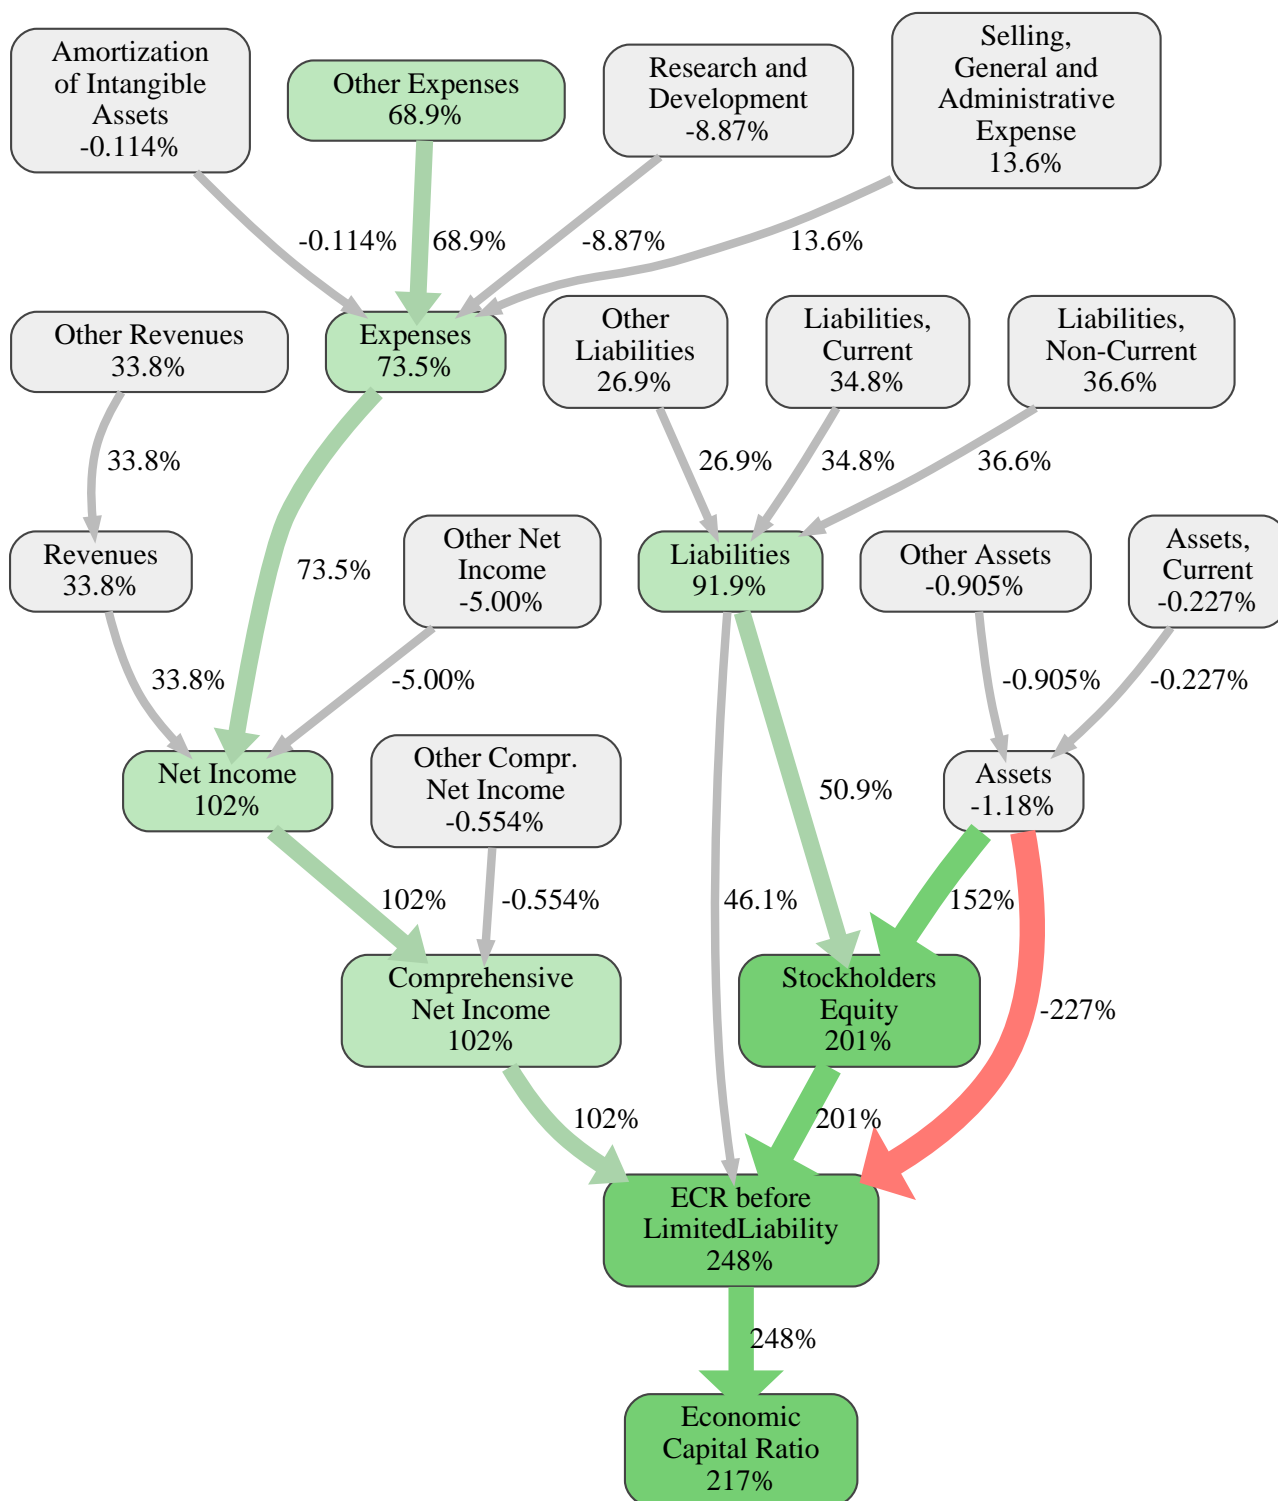 Amortization
of Intangible
Assets
-0.114%
Other Expenses
68.9%
Research and
Development
-8.87%
Selling,
General and
Administrative
Expense
13.6%
-0.114%
68.9%
-8.87%
13.6%
Other Revenues
33.8%
Expenses
73.5%
Other
Liabilities
26.9%
Liabilities,
Current
34.8%
Liabilities,
Non-Current
36.6%
33.8%
26.9%
34.8%
36.6%
Revenues
33.8%
73.5%
Other Net
Income
-5.00%
Liabilities
91.9%
Other Assets
-0.905%
Assets,
Current
-0.227%
33.8%
-5.00%
-0.905%
-0.227%
Net Income
102%
Other Compr.
Net Income
-0.554%
50.9%
Assets
-1.18%
102%
-0.554%
46.1%
152%
Comprehensive
Net Income
102%
Stockholders
Equity
201%
-227%
102%
201%
ECR before
LimitedLiability
248%
248%
Economic
Capital Ratio
217%